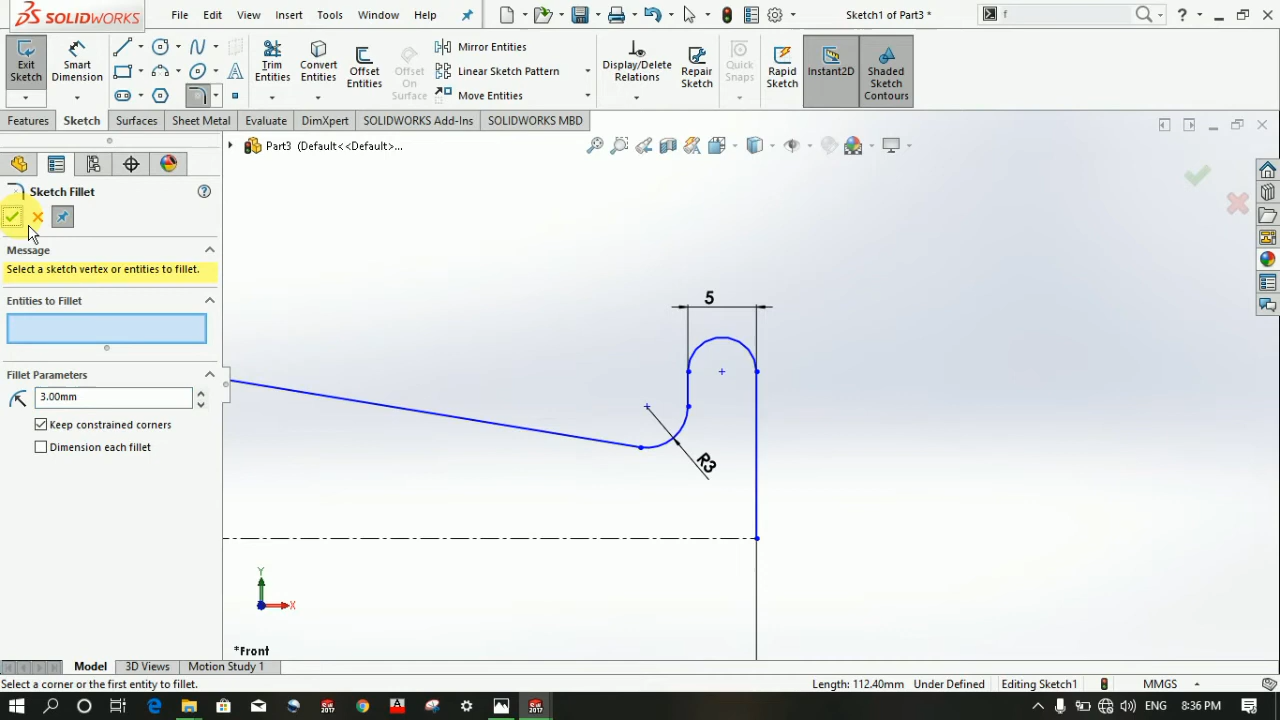 SOLIDWORKS
File
Edit
View
Insert
Tools
Window
Help
Sketch1 of Part3 *
f
Exit Sketch
Smart Dimension
Trim Entities
Convert Entities
Offset Entities
Offset On Surface
Mirror Entities
Linear Sketch Pattern
Move Entities
Display/Delete Relations
Repair Sketch
Quick Snaps
Rapid Sketch
Instant2D
Shaded Sketch Contours
Features
Sketch
Surfaces
Sheet Metal
Evaluate
DimXpert
SOLIDWORKS Add-Ins
SOLIDWORKS MBD
Part3 (Default<<Default>...
Sketch Fillet
Message
Select a sketch vertex or entities to fillet.
Entities to Fillet
Fillet Parameters
3.00mm
Keep constrained corners
Dimension each fillet
5
R3
Y
X
*Front
Model
3D Views
Motion Study 1
Select a corner or the first entity to fillet.
Length: 112.40mm
Under Defined
Editing Sketch1
MMGS
ENG
8:36 PM